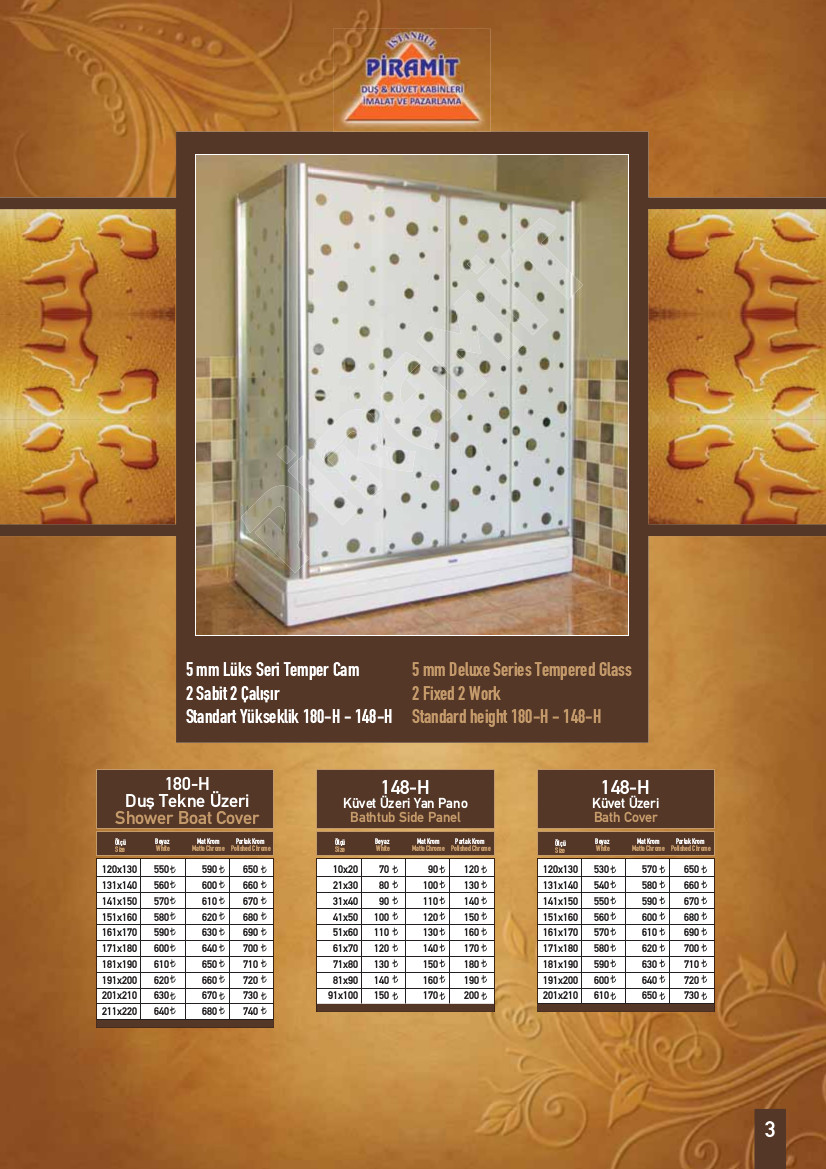 İSTANBUL
PİRAMİT
DUŞ & KÜVET KABİNLERİ
İMALAT VE PAZARLAMA
PİRAMİT
5 mm Lüks Seri Temper Cam
2 Sabit 2 Çalışır
Standart Yükseklik 180-H - 148-H
5 mm Deluxe Series Tempered Glass
2 Fixed 2 Work
Standard height 180-H - 148-H
180-H
Duş Tekne Üzeri
Shower Boat Cover
Ölçü Beyaz Mat Krom Parlak Krom
Size White Matte Chrome Polished Chrome
120x130 550₺ 590₺ 650₺
131x140 560₺ 600₺ 660₺
141x150 570₺ 610₺ 670₺
151x160 580₺ 620₺ 680₺
161x170 590₺ 630₺ 690₺
171x180 600₺ 640₺ 700₺
181x190 610₺ 650₺ 710₺
191x200 620₺ 660₺ 720₺
201x210 630₺ 670₺ 730₺
211x220 640₺ 680₺ 740₺
148-H
Küvet Üzeri Yan Pano
Bathtub Side Panel
Ölçü Beyaz Mat Krom Parlak Krom
Size White Matte Chrome Polished Chrome
10x20 70₺ 90₺ 120₺
21x30 80₺ 100₺ 130₺
31x40 90₺ 110₺ 140₺
41x50 100₺ 120₺ 150₺
51x60 110₺ 130₺ 160₺
61x70 120₺ 140₺ 170₺
71x80 130₺ 150₺ 180₺
81x90 140₺ 160₺ 190₺
91x100 150₺ 170₺ 200₺
148-H
Küvet Üzeri
Bath Cover
Ölçü Beyaz Mat Krom Parlak Krom
Size White Matte Chrome Polished Chrome
120x130 530₺ 570₺ 650₺
131x140 540₺ 580₺ 660₺
141x150 550₺ 590₺ 670₺
151x160 560₺ 600₺ 680₺
161x170 570₺ 610₺ 690₺
171x180 580₺ 620₺ 700₺
181x190 590₺ 630₺ 710₺
191x200 600₺ 640₺ 720₺
201x210 610₺ 650₺ 730₺
3